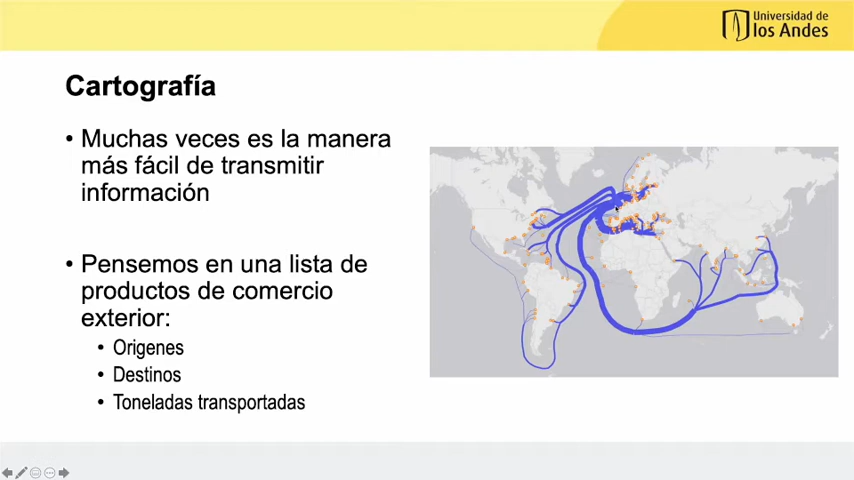 Universidad de
los Andes
Cartografía
• Muchas veces es la manera
más fácil de transmitir
información
• Pensemos en una lista de
productos de comercio
exterior:
• Origenes
• Destinos
• Toneladas transportadas